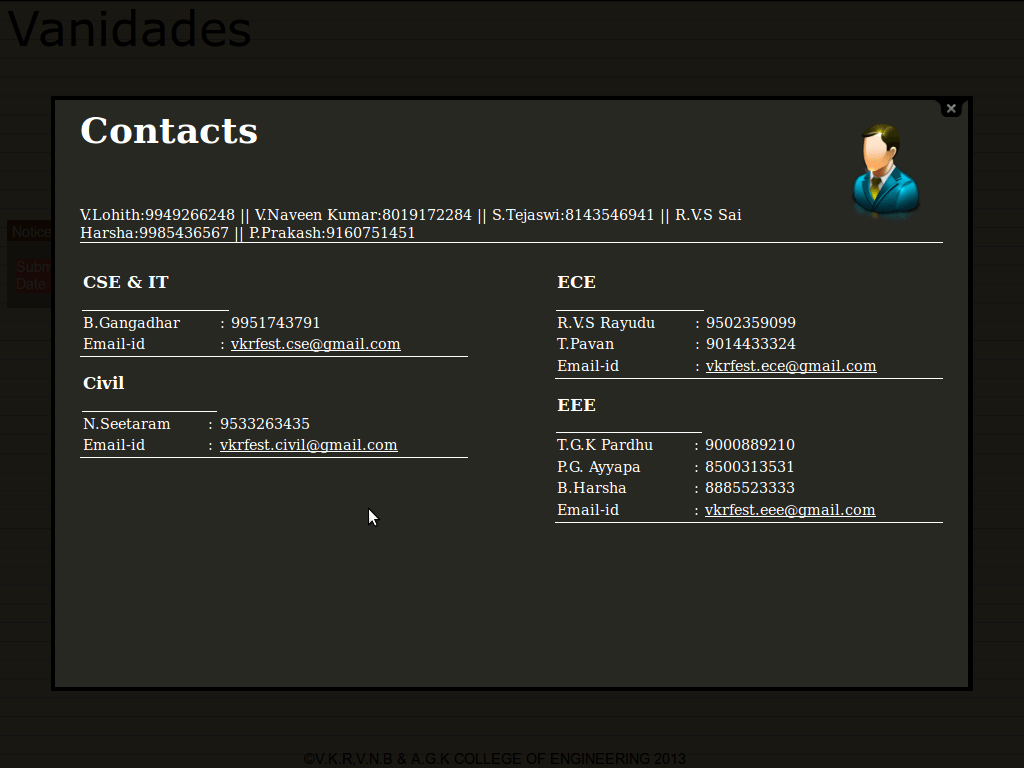 Vanidades
Contacts
V.Lohith:9949266248 || V.Naveen Kumar:8019172284 || S.Tejaswi:8143546941 || R.V.S Sai
Harsha:9985436567 || P.Prakash:9160751451
Notice
Subm
Date
CSE & IT
B.Gangadhar : 9951743791
Email-id : vkrfest.cse@gmail.com
Civil
N.Seetaram : 9533263435
Email-id : vkrfest.civil@gmail.com
ECE
R.V.S Rayudu : 9502359099
T.Pavan : 9014433324
Email-id : vkrfest.ece@gmail.com
EEE
T.G.K Pardhu : 9000889210
P.G. Ayyapa : 8500313531
B.Harsha : 8885523333
Email-id : vkrfest.eee@gmail.com
©V.K.R,V.N.B & A.G.K COLLEGE OF ENGINEERING 2013